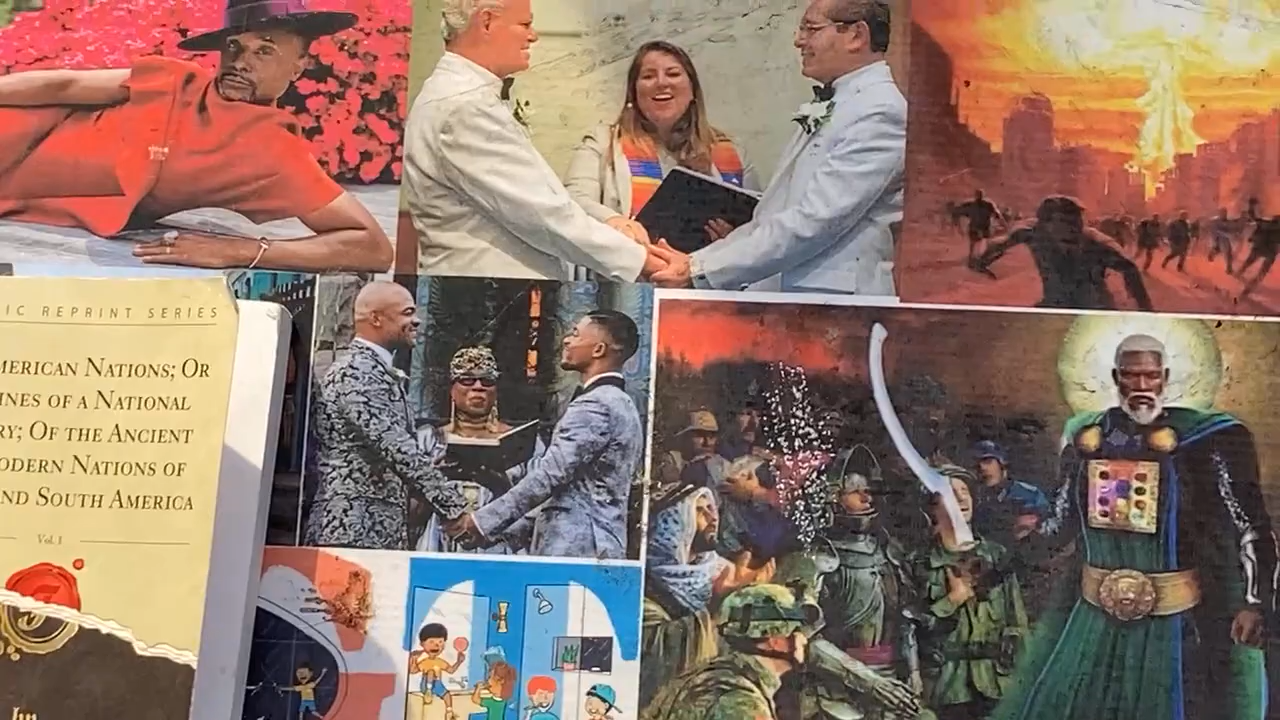 IC REPRINT SERIES
MERICAN NATIONS; OR
INES OF A NATIONAL
RY; OF THE ANCIENT
ODERN NATIONS OF
ND SOUTH AMERICA
Vol. 1